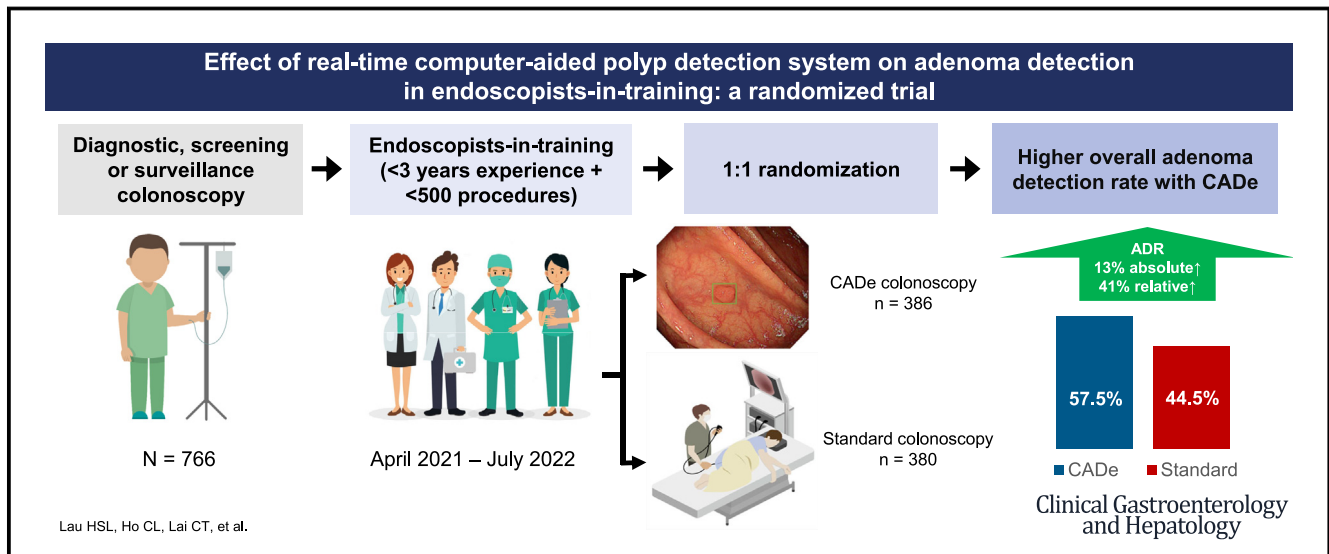 Effect of real-time computer-aided polyp detection system on adenoma detection
in endoscopists-in-training: a randomized trial
Diagnostic, screening
or surveillance
colonoscopy
Endoscopists-in-training
(<3 years experience +
<500 procedures)
1:1 randomization
Higher overall adenoma
detection rate with CADe
N = 766
April 2021 – July 2022
CADe colonoscopy
n = 386
Standard colonoscopy
n = 380
ADR
13% absolute↑
41% relative↑
57.5%
44.5%
CADe
Standard
Lau HSL, Ho CL, Lai CT, et al.
Clinical Gastroenterology
and Hepatology